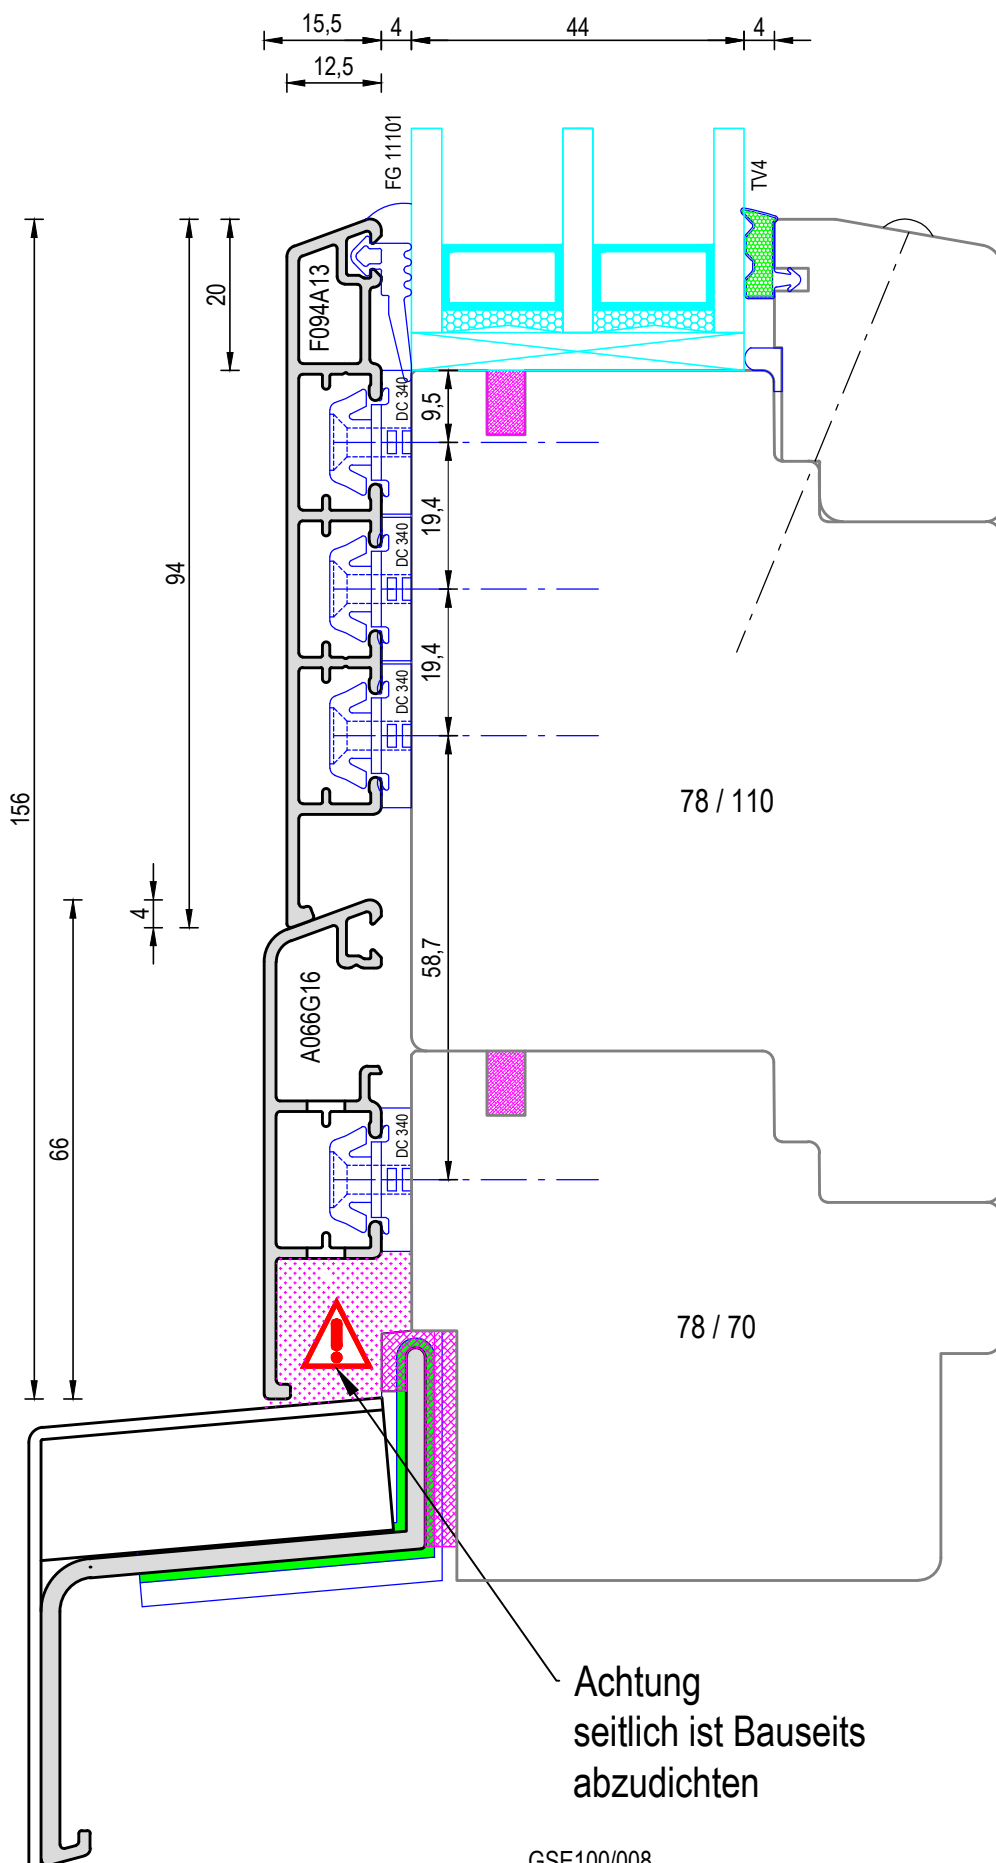 15,5
4
44
4
12,5
FG 11101
TV4
20
F094A13
DC 340
9,5
19,4
DC 340
94
19,4
DC 340
156
78 / 110
4
58,7
A066G16
66
DC 340
78 / 70
Achtung
seitlich ist Bauseits
abzudichten
GSE100/008